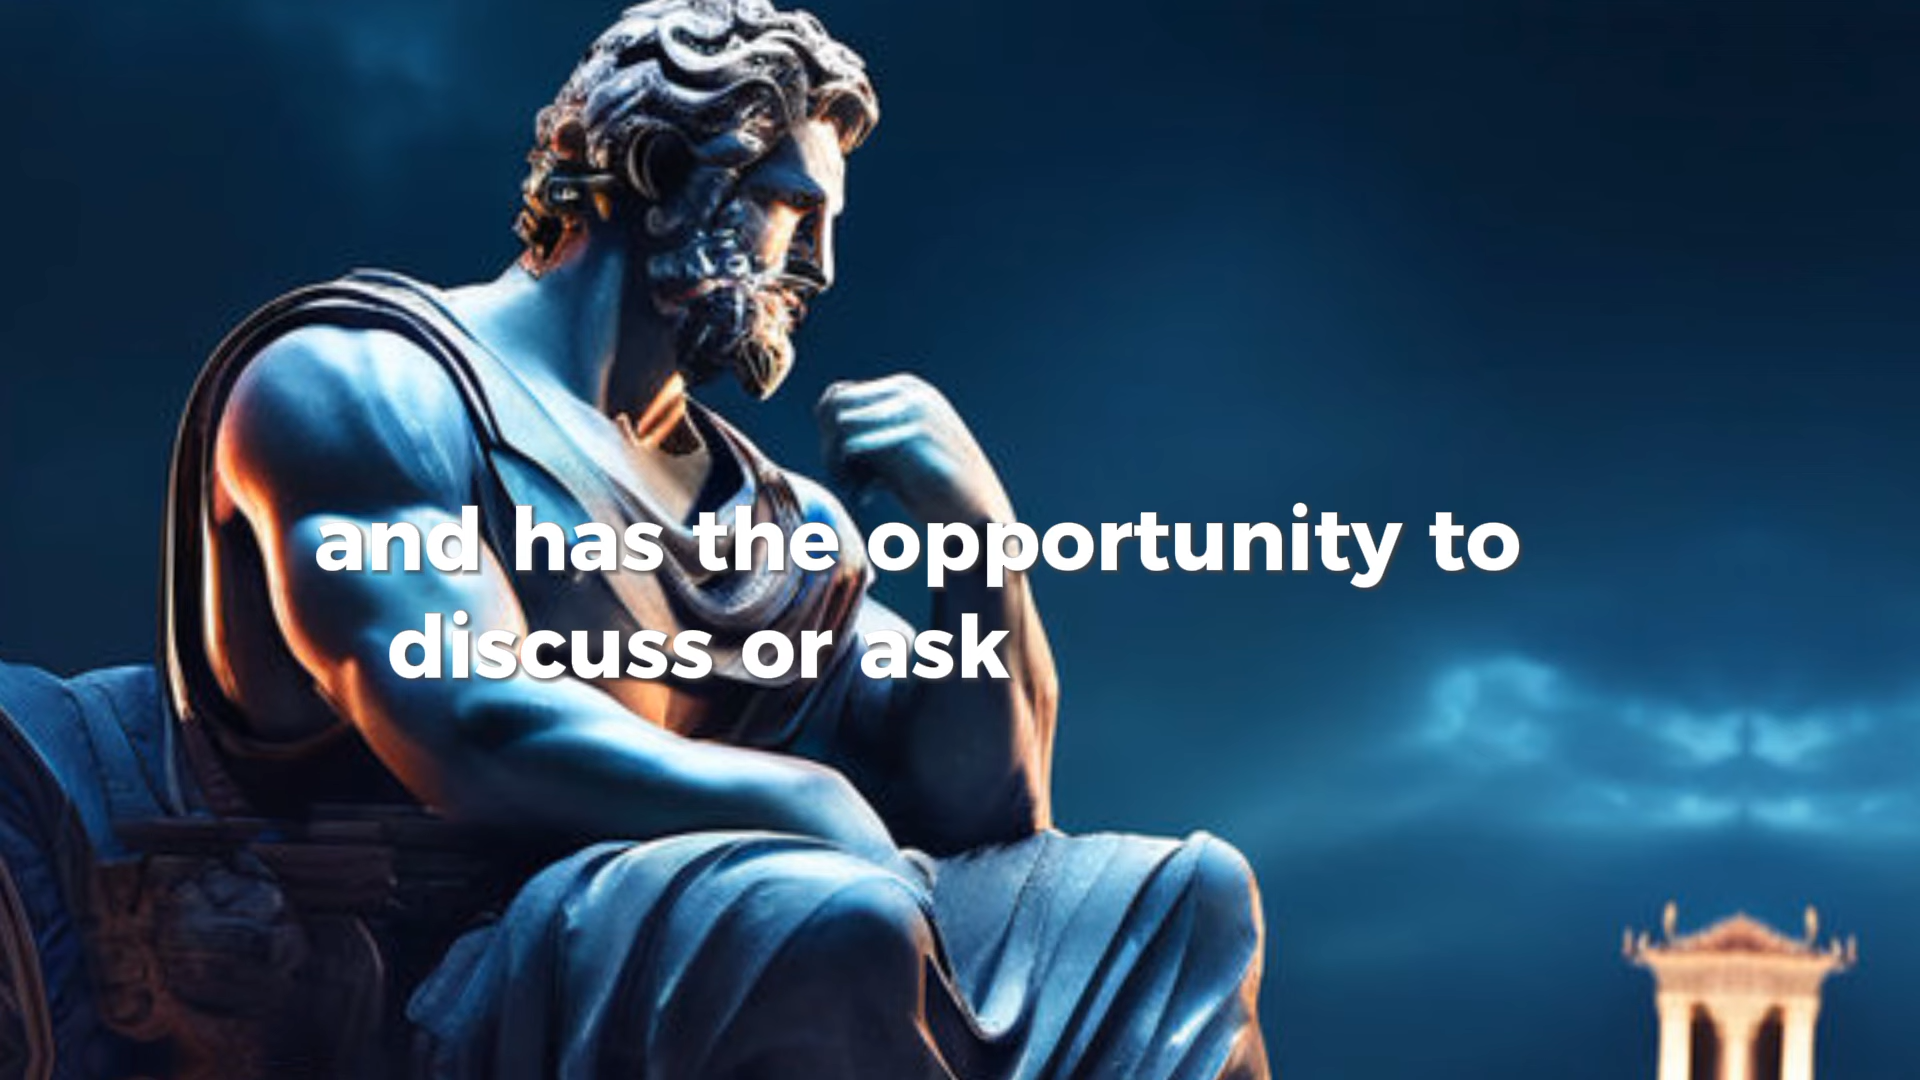 and has the opportunity to
discuss or ask